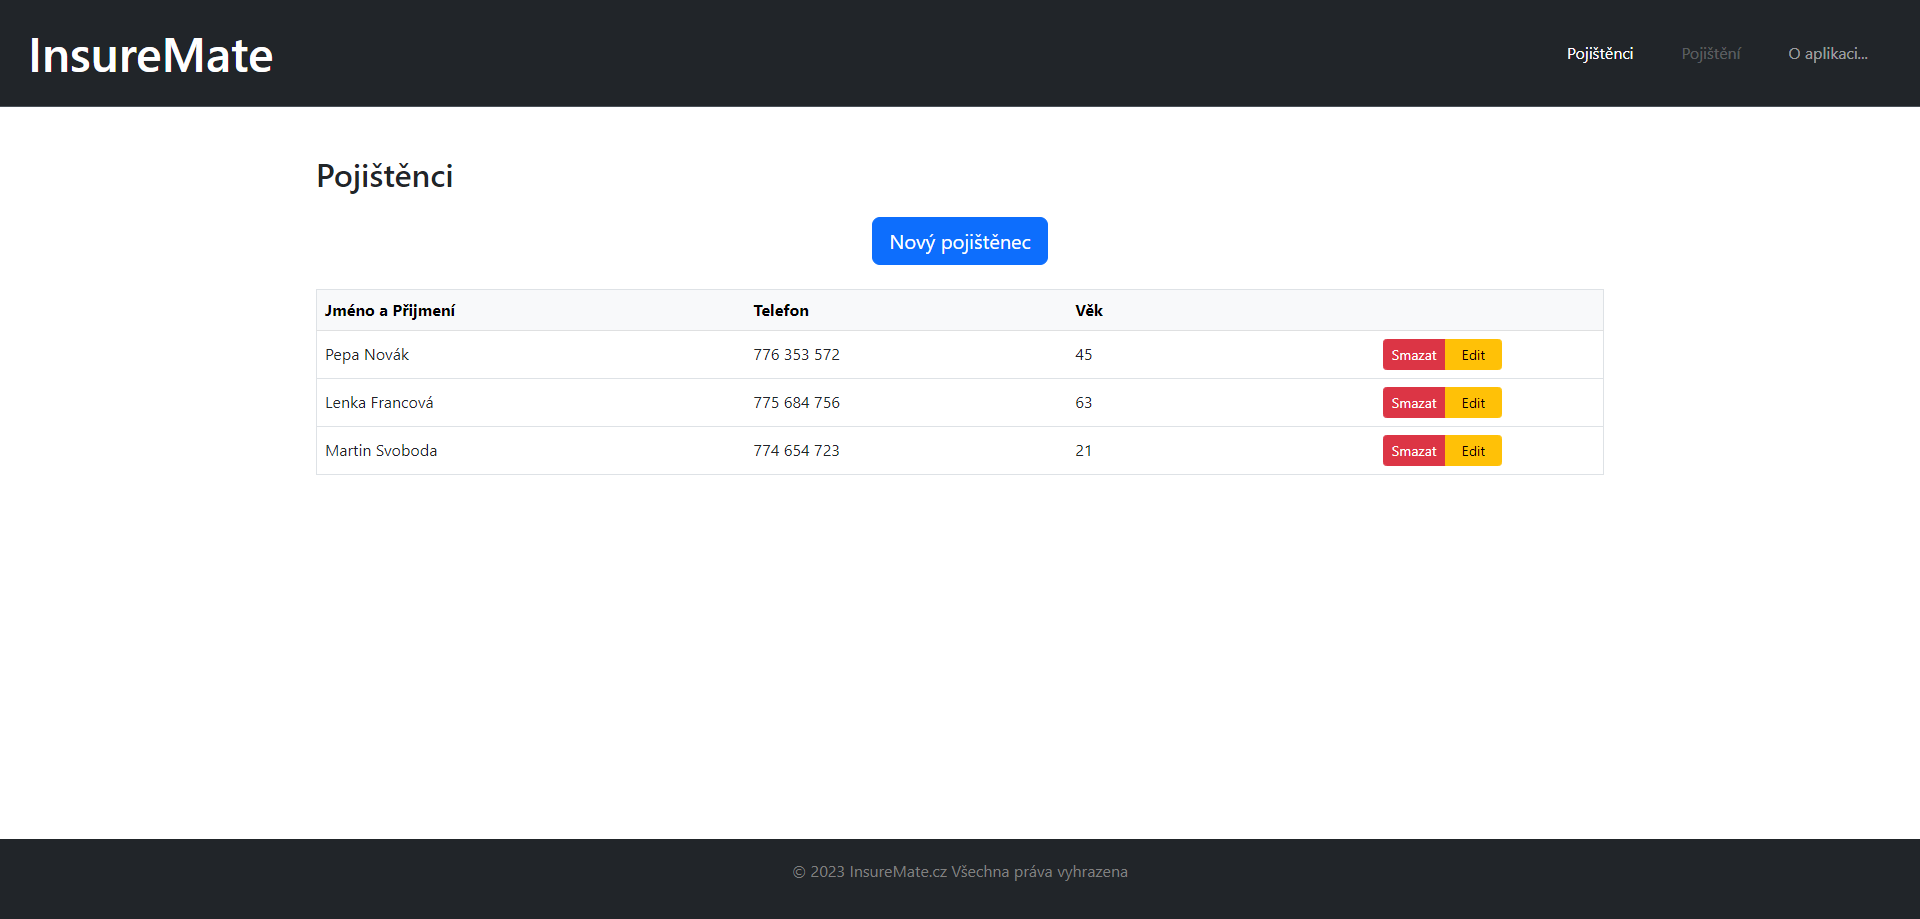 InsureMate
Pojištěnci Pojištění O aplikaci...
Pojištěnci
Nový pojištěnec
Jméno a Přijmení Telefon Věk
Pepa Novák 776 353 572 45 Smazat Edit
Lenka Francová 775 684 756 63 Smazat Edit
Martin Svoboda 774 654 723 21 Smazat Edit
© 2023 InsureMate.cz Všechna práva vyhrazena